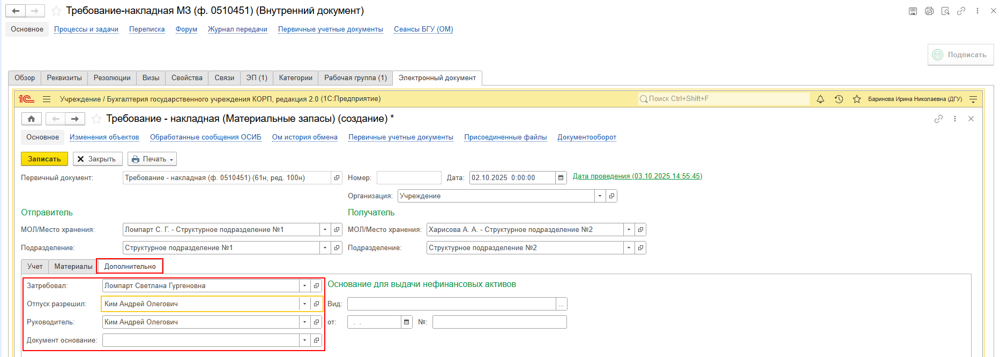 Требование-накладная МЗ (ф. 0510451) (Внутренний документ)
Основное Процессы и задачи Переписка Форум Журнал передачи Первичные учетные документы Сеансы БГУ (ОМ)
Подписать
Обзор Реквизиты Резолюции Визы Свойства Связи ЭП (1) Категории Рабочая группа (1) Электронный документ
1С Учреждение / Бухгалтерия государственного учреждения КОРП, редакция 2.0 (1С:Предприятие) Поиск Ctrl+Shift+F Баринова Ирина Николаевна (ДГУ)
Требование - накладная (Материальные запасы) (создание) *
Основное Изменения объектов Обработанные сообщения ОСИБ Ом история обмена Первичные учетные документы Присоединенные файлы Документооборот
Записать Закрыть Печать
Первичный документ: Требование - накладная (ф. 0510451) (61н, ред. 100н) Номер: Дата: 02.10.2025 0:00:00 Дата проведения (03.10.2025 14:55:45)
Организация: Учреждение
Отправитель Получатель
МОЛ/Место хранения: Ломпарт С. Г. - Структурное подразделение №1 МОЛ/Место хранения: Харисова А. А. - Структурное подразделение №2
Подразделение: Структурное подразделение №1 Подразделение: Структурное подразделение №2
Учет Материалы Дополнительно
Затребовал: Ломпарт Светлана Гургеновна Основание для выдачи нефинансовых активов
Отпуск разрешил: Ким Андрей Олегович Вид: ...
Руководитель: Ким Андрей Олегович от: . . №:
Документ основание: